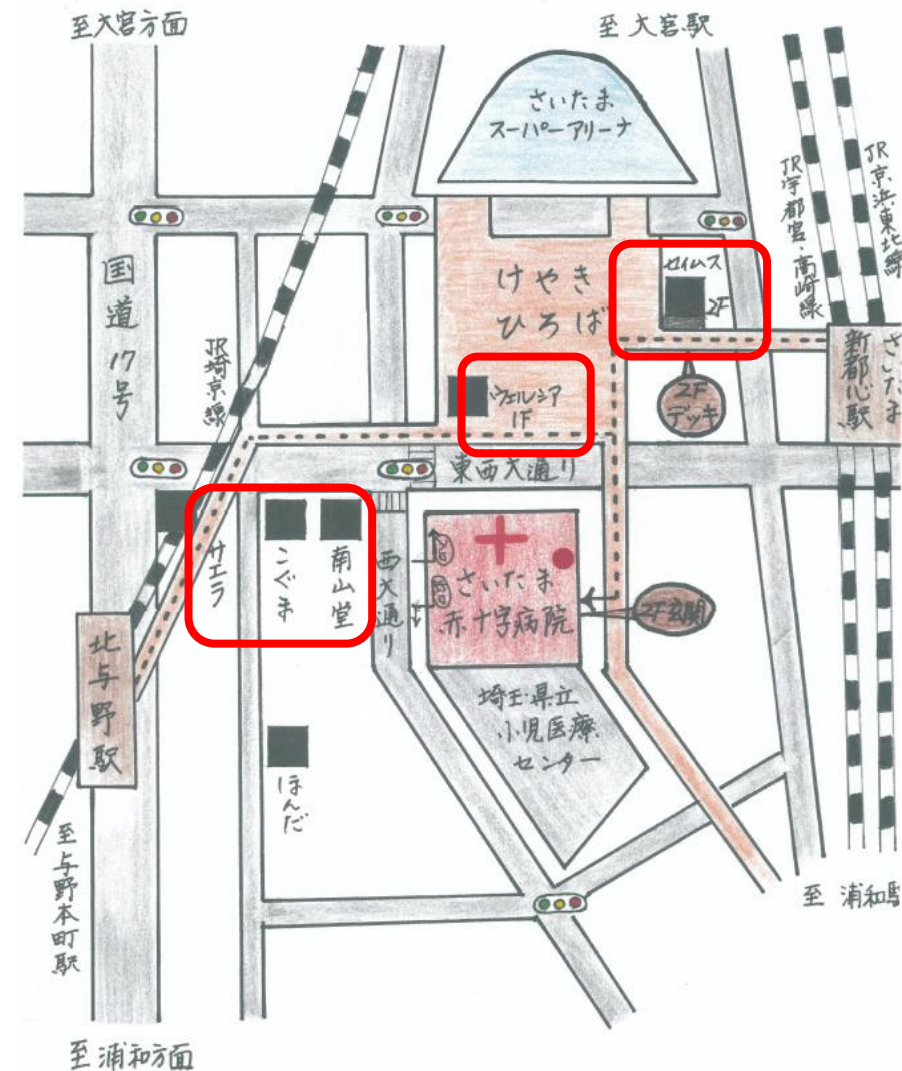 至大宮方面
至 大宮駅
さいたま
スーパーアリーナ
JR宇都宮・高崎線
JR京浜東北線
国道17号
けやき
ひろば
セイムス
2F
JR埼京線
ウェルシア
1F
2F
デッキ
さいたま
新都心駅
東西大通り
サエラ
こぐま
南山堂
西大通り
さいたま
赤十字病院
2F玄関
北与野駅
埼玉県立
小児医療
センター
ほんだ
至与野本町駅
至 浦和駅
至浦和方面